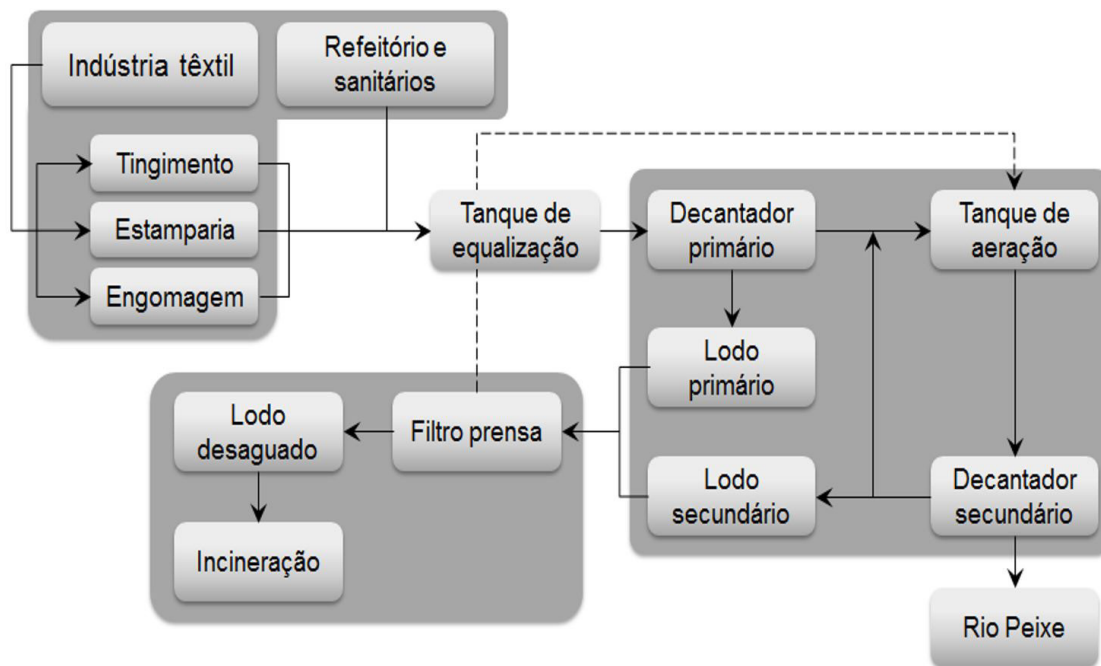 Indústria têxtil
Refeitório e
sanitários
Tingimento
Estamparia
Engomagem
Tanque de
equalização
Decantador
primário
Tanque de
aeração
Lodo
primário
Lodo
desaguado
Filtro prensa
Lodo
secundário
Decantador
secundário
Incineração
Rio Peixe